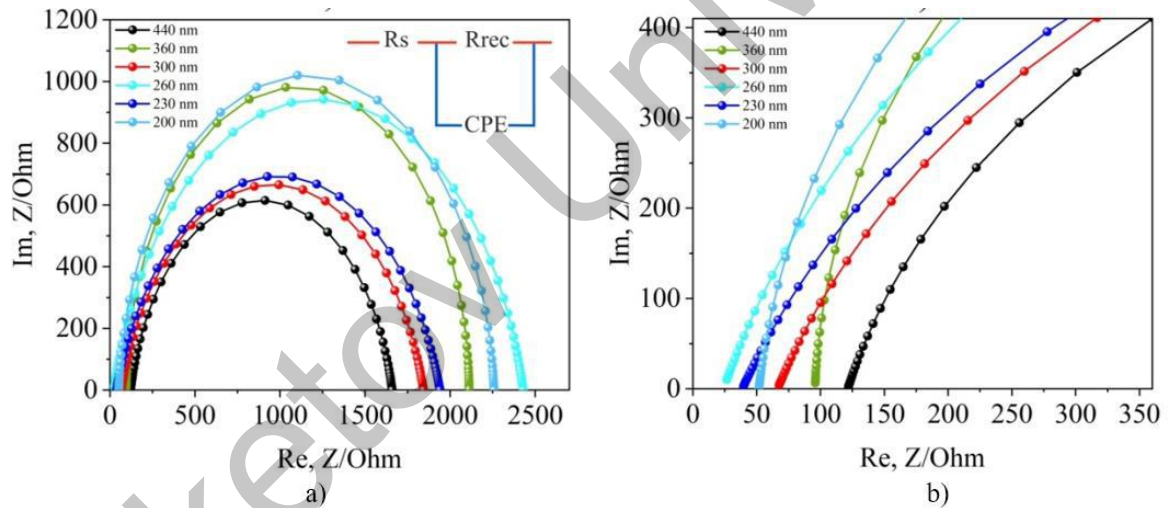 1200
1000
800
600
400
200
0
Im, Z/Ohm
440 nm
360 nm
300 nm
260 nm
230 nm
200 nm
Rs
Rrec
CPE
0 500 1000 1500 2000 2500
Re, Z/Ohm
a)
400
300
200
100
0
Im, Z/Ohm
440 nm
360 nm
300 nm
260 nm
230 nm
200 nm
0 50 100 150 200 250 300 350
Re, Z/Ohm
b)
ketov Univ